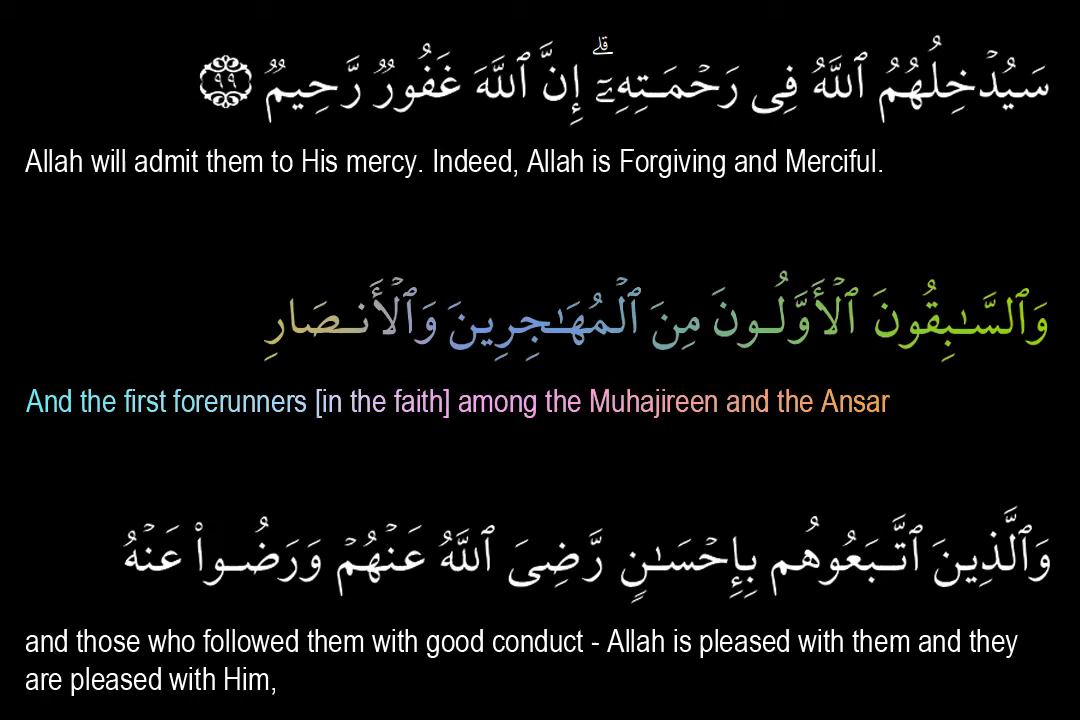 سَيُدۡخِلُهُمُ ٱللَّهُ فِي رَحۡمَتِهِۦٓۚ إِنَّ ٱللَّهَ غَفُورٞ رَّحِيمٞ ٩٩
Allah will admit them to His mercy. Indeed, Allah is Forgiving and Merciful.
وَٱلسَّٰبِقُونَ ٱلۡأَوَّلُونَ مِنَ ٱلۡمُهَٰجِرِينَ وَٱلۡأَنصَارِ
And the first forerunners [in the faith] among the Muhajireen and the Ansar
وَٱلَّذِينَ ٱتَّبَعُوهُم بِإِحۡسَٰنٖ رَّضِيَ ٱللَّهُ عَنۡهُمۡ وَرَضُواْ عَنۡهُ
and those who followed them with good conduct - Allah is pleased with them and they
are pleased with Him,